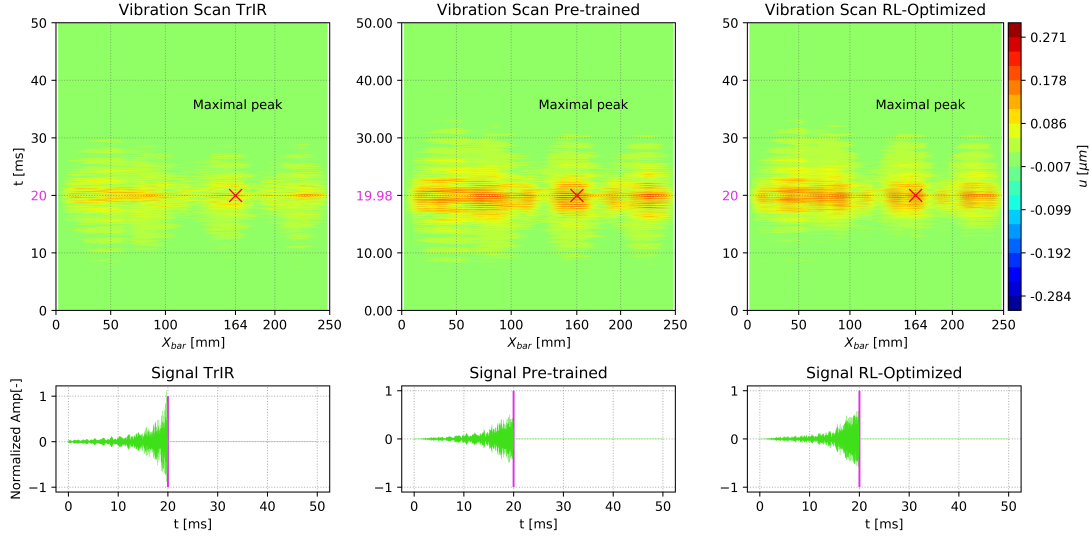 Vibration Scan TrIR
Vibration Scan Pre-trained
Vibration Scan RL-Optimized
50
40
30
20
10
0
t [ms]
Maximal peak
0 50 100 164 200 250
X_bar [mm]
50
40.00
30.00
19.98
10.00
0.00
Maximal peak
0 50 100 160 200 250
X_bar [mm]
50
40
30
20
10
0
Maximal peak
0 50 100 164 200 250
X_bar [mm]
0.271
0.178
0.086
-0.007
-0.099
-0.192
-0.284
u [μm]
Signal TrIR
Signal Pre-trained
Signal RL-Optimized
Normalized Amp[-]
1
0
−1
0 10 20 30 40 50
t [ms]
1
0
−1
0 10 20 30 40 50
t [ms]
1
0
−1
0 10 20 30 40 50
t [ms]